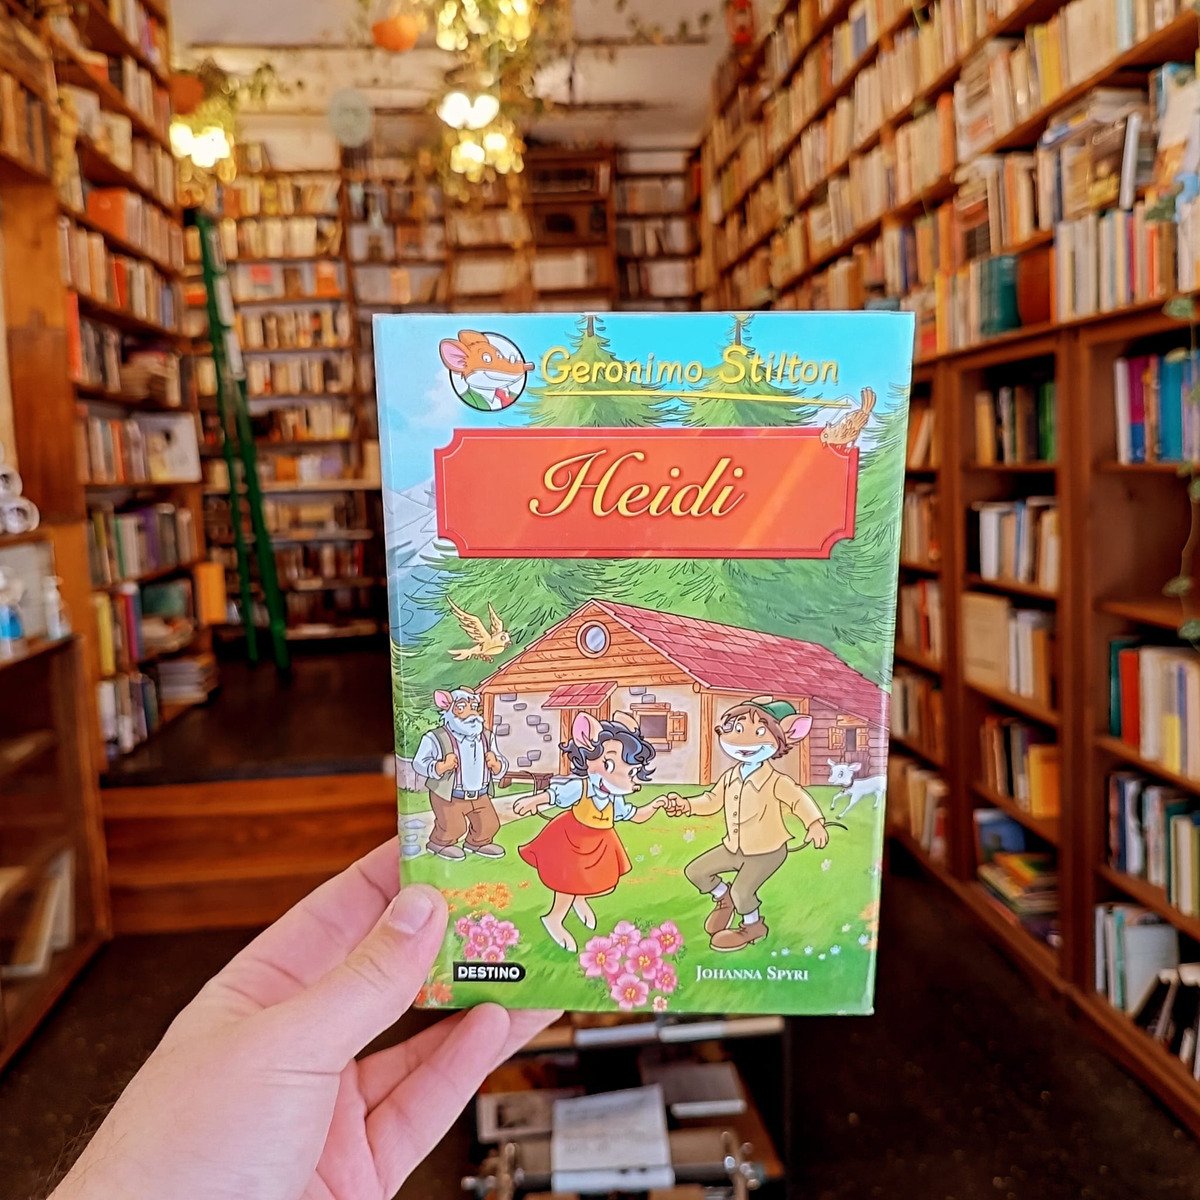 Geronimo Stilton
Heidi
DESTINO
JOHANNA SPYRI